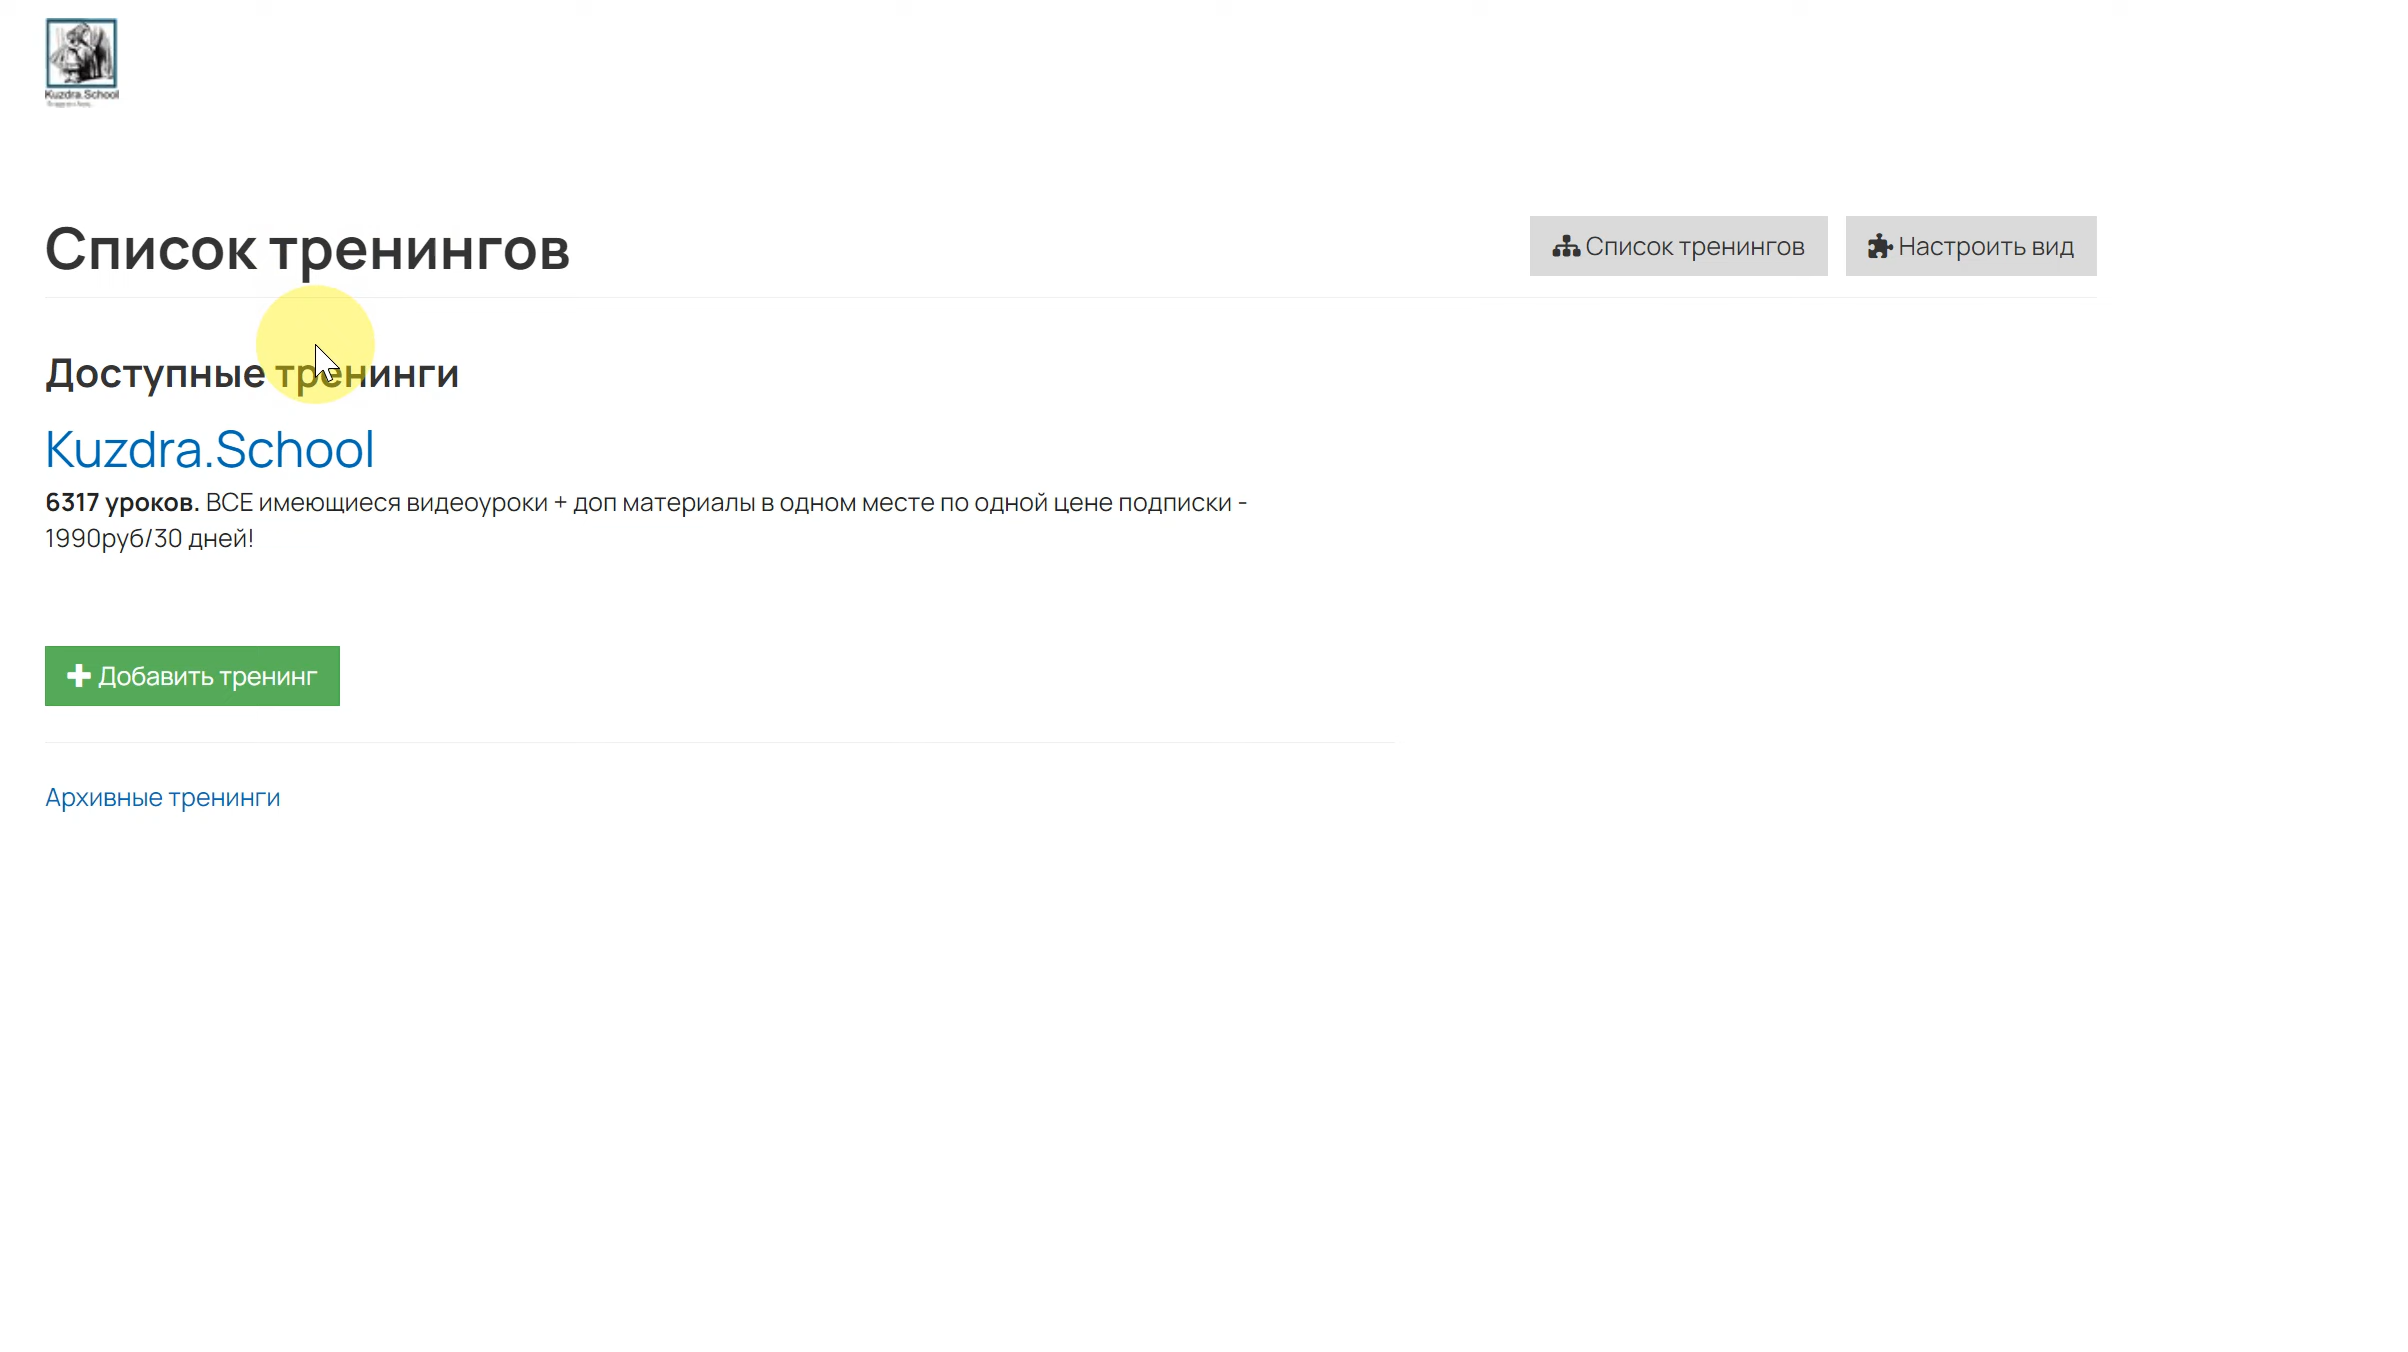 Kuzdra.School
Список тренингов
Список тренингов
Настроить вид
Доступные тренинги
Kuzdra.School
6317 уроков. ВСЕ имеющиеся видеоуроки + доп материалы в одном месте по одной цене подписки -
1990руб/30 дней!
Добавить тренинг
Архивные тренинги